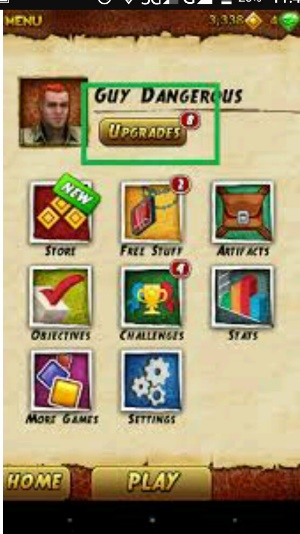 MENU 3,338 4
GUY DANGEROUS
UPGRADES 8
NEW 2
STORE FREE STUFF ARTIFACTS
4
OBJECTIVES CHALLENGES STATS
MORE GAMES SETTINGS
HOME PLAY